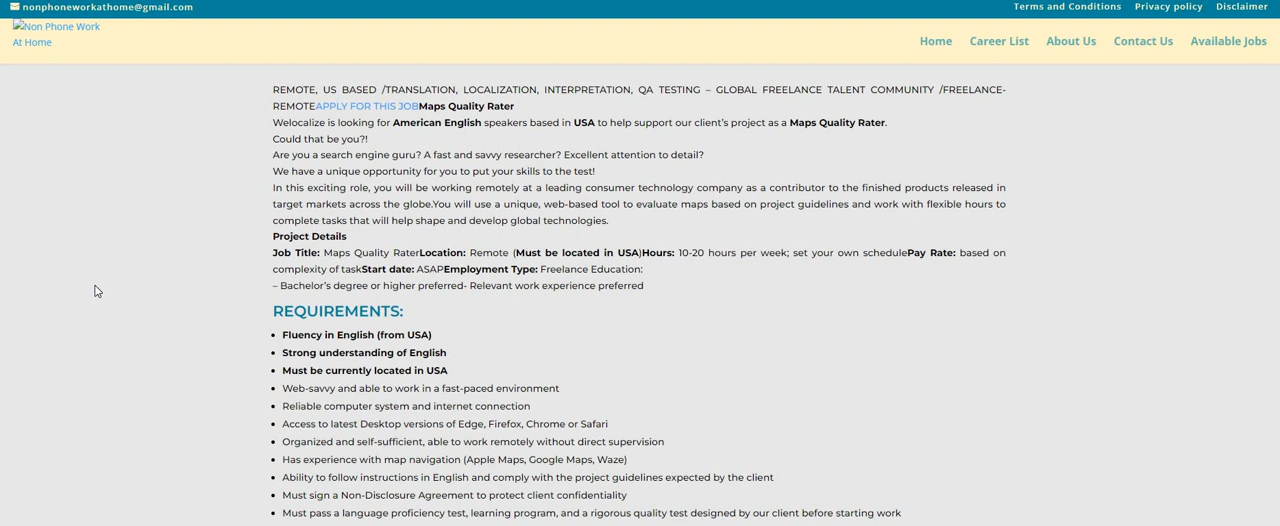 nonphoneworkathome@gmail.com
Terms and Conditions Privacy policy Disclaimer
Non Phone Work
At Home
Home Career List About Us Contact Us Available Jobs
REMOTE, US BASED /TRANSLATION, LOCALIZATION, INTERPRETATION, QA TESTING – GLOBAL FREELANCE TALENT COMMUNITY /FREELANCE-
REMOTEAPPLY FOR THIS JOBMaps Quality Rater
Welocalize is looking for American English speakers based in USA to help support our client's project as a Maps Quality Rater.
Could that be you?!
Are you a search engine guru? A fast and savvy researcher? Excellent attention to detail?
We have a unique opportunity for you to put your skills to the test!
In this exciting role, you will be working remotely at a leading consumer technology company as a contributor to the finished products released in
target markets across the globe.You will use a unique, web-based tool to evaluate maps based on project guidelines and work with flexible hours to
complete tasks that will help shape and develop global technologies.
Project Details
Job Title: Maps Quality RaterLocation: Remote (Must be located in USA)Hours: 10-20 hours per week; set your own schedulePay Rate: based on
complexity of taskStart date: ASAPEmployment Type: Freelance Education:
– Bachelor's degree or higher preferred- Relevant work experience preferred
REQUIREMENTS:
• Fluency in English (from USA)
• Strong understanding of English
• Must be currently located in USA
• Web-savvy and able to work in a fast-paced environment
• Reliable computer system and internet connection
• Access to latest Desktop versions of Edge, Firefox, Chrome or Safari
• Organized and self-sufficient, able to work remotely without direct supervision
• Has experience with map navigation (Apple Maps, Google Maps, Waze)
• Ability to follow instructions in English and comply with the project guidelines expected by the client
• Must sign a Non-Disclosure Agreement to protect client confidentiality
• Must pass a language proficiency test, learning program, and a rigorous quality test designed by our client before starting work